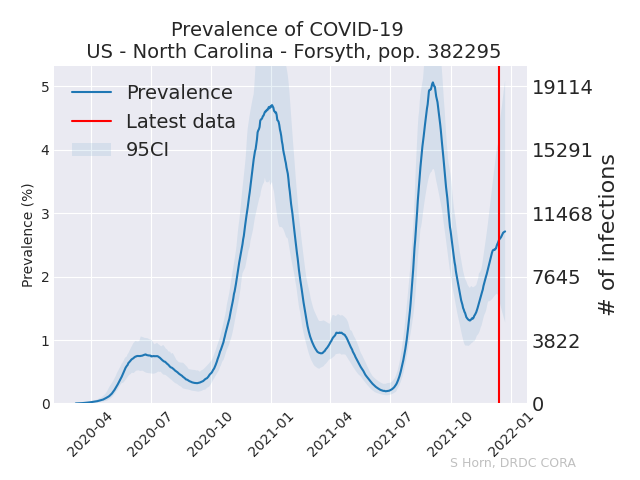 Prevalence of COVID-19
US - North Carolina - Forsyth, pop. 382295
Prevalence
Latest data
95CI
Prevalence (%)
5
4
3
2
1
0
19114
15291
11468
7645
3822
0
# of infections
2020-04
2020-07
2020-10
2021-01
2021-04
2021-07
2021-10
2022-01
S Horn, DRDC CORA